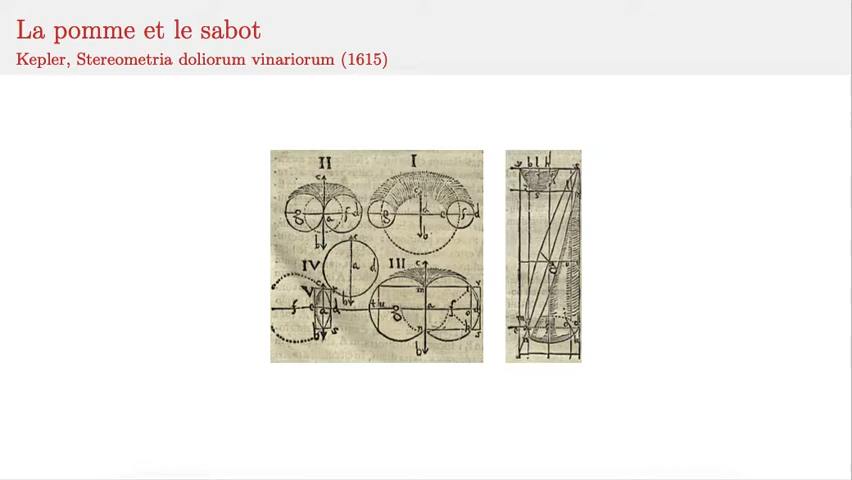 La pomme et le sabot
Kepler, Stereometria doliorum vinariorum (1615)
II
I
IV
III
V